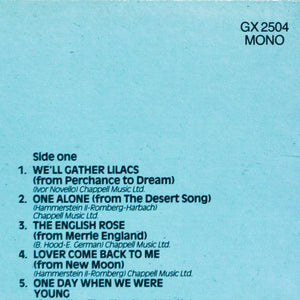 GX 2504
MONO
Side one
1. WE'LL GATHER LILACS
(from Perchance to Dream)
(Ivor Novello) Chappell Music Ltd.
2. ONE ALONE (from The Desert Song)
(Hammerstein II-Romberg-Harbach)
Chappell Music Ltd.
3. THE ENGLISH ROSE
(from Merrie England)
(B. Hood-E. German) Chappell Music Ltd.
4. LOVER COME BACK TO ME
(from New Moon)
(Hammerstein II-Romberg) Chappell Music Ltd.
5. ONE DAY WHEN WE WERE
YOUNG